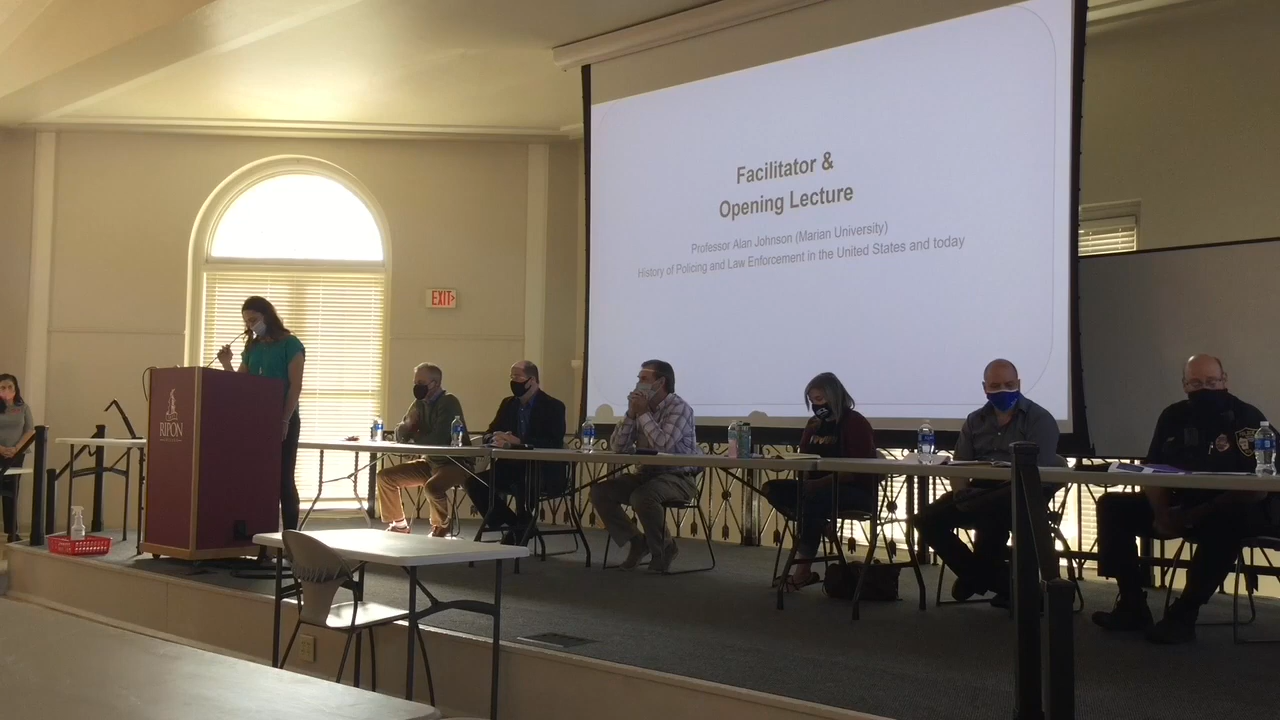 Facilitator &
Opening Lecture
Professor Alan Johnson (Marian University)
History of Policing and Law Enforcement in the United States and today
EXIT
RIPON